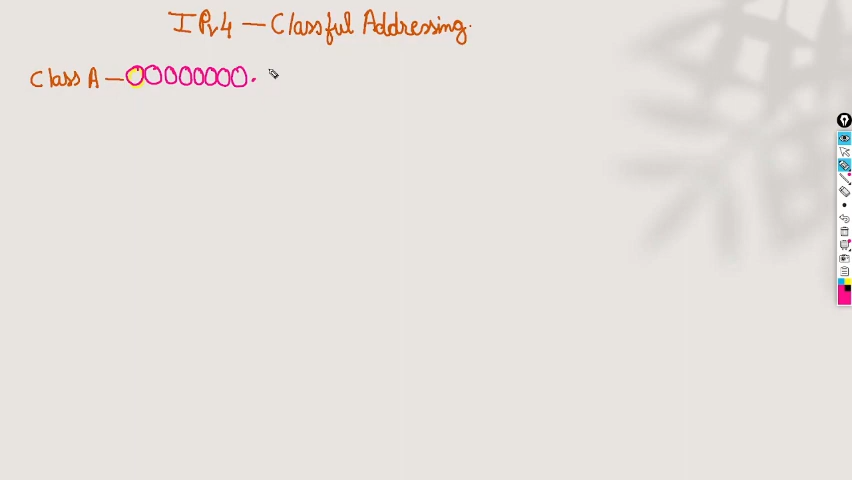 IPv4 — Classful Addressing.
Class A — 00000000.